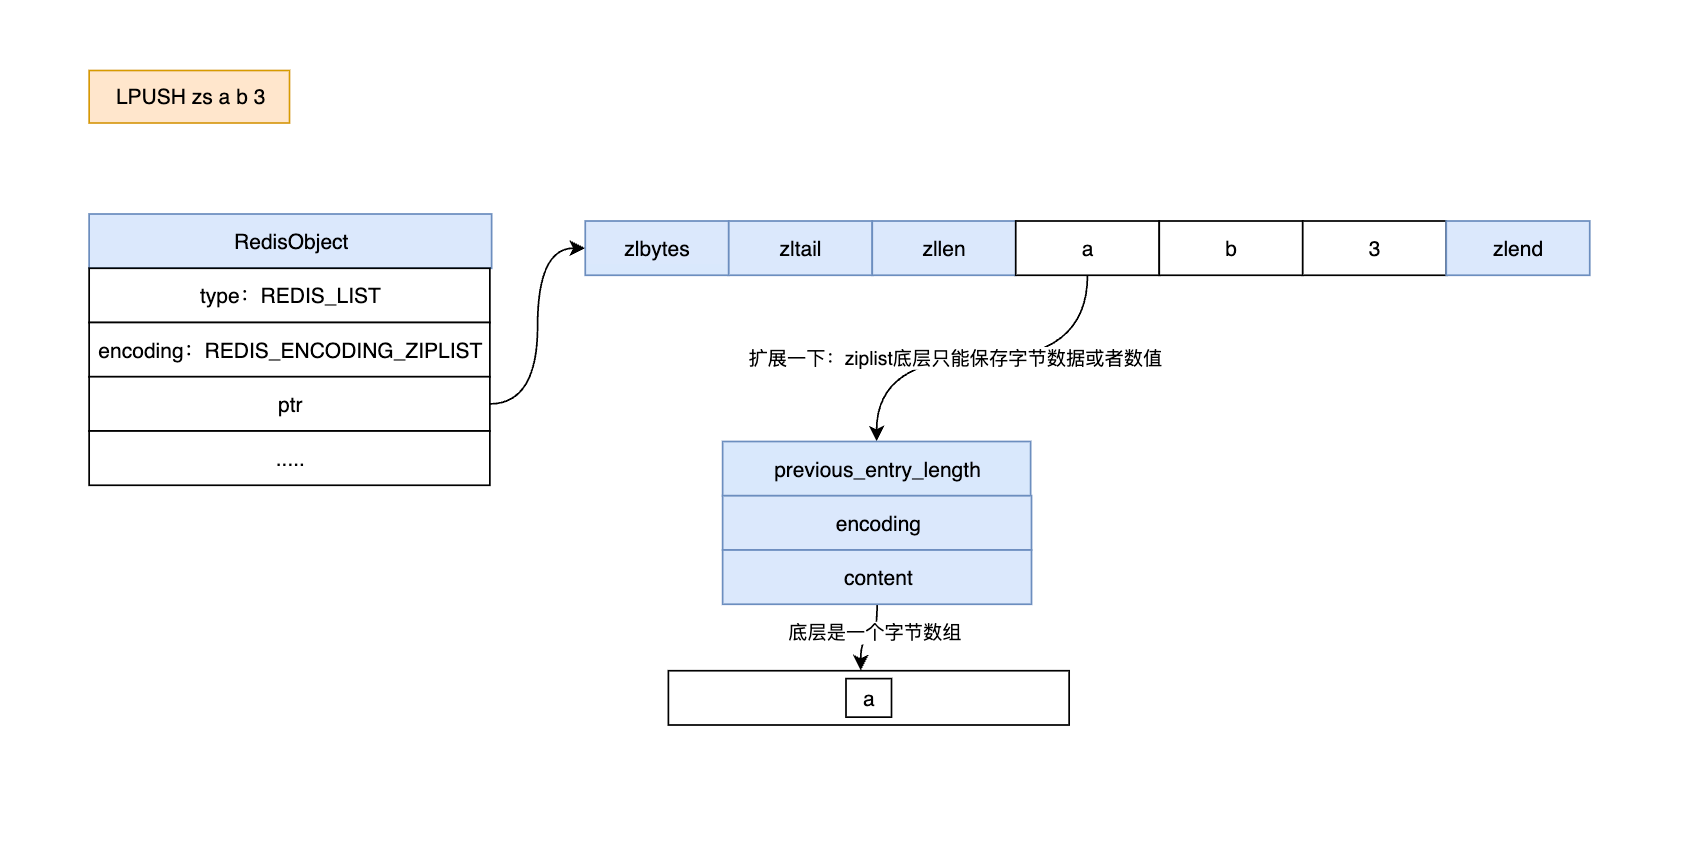 LPUSH zs a b 3
RedisObject
type：REDIS_LIST
encoding：REDIS_ENCODING_ZIPLIST
ptr
.....
zlbytes zltail zllen a b 3 zlend
扩展一下：ziplist底层只能保存字节数据或者数值
previous_entry_length
encoding
content
底层是一个字节数组
a